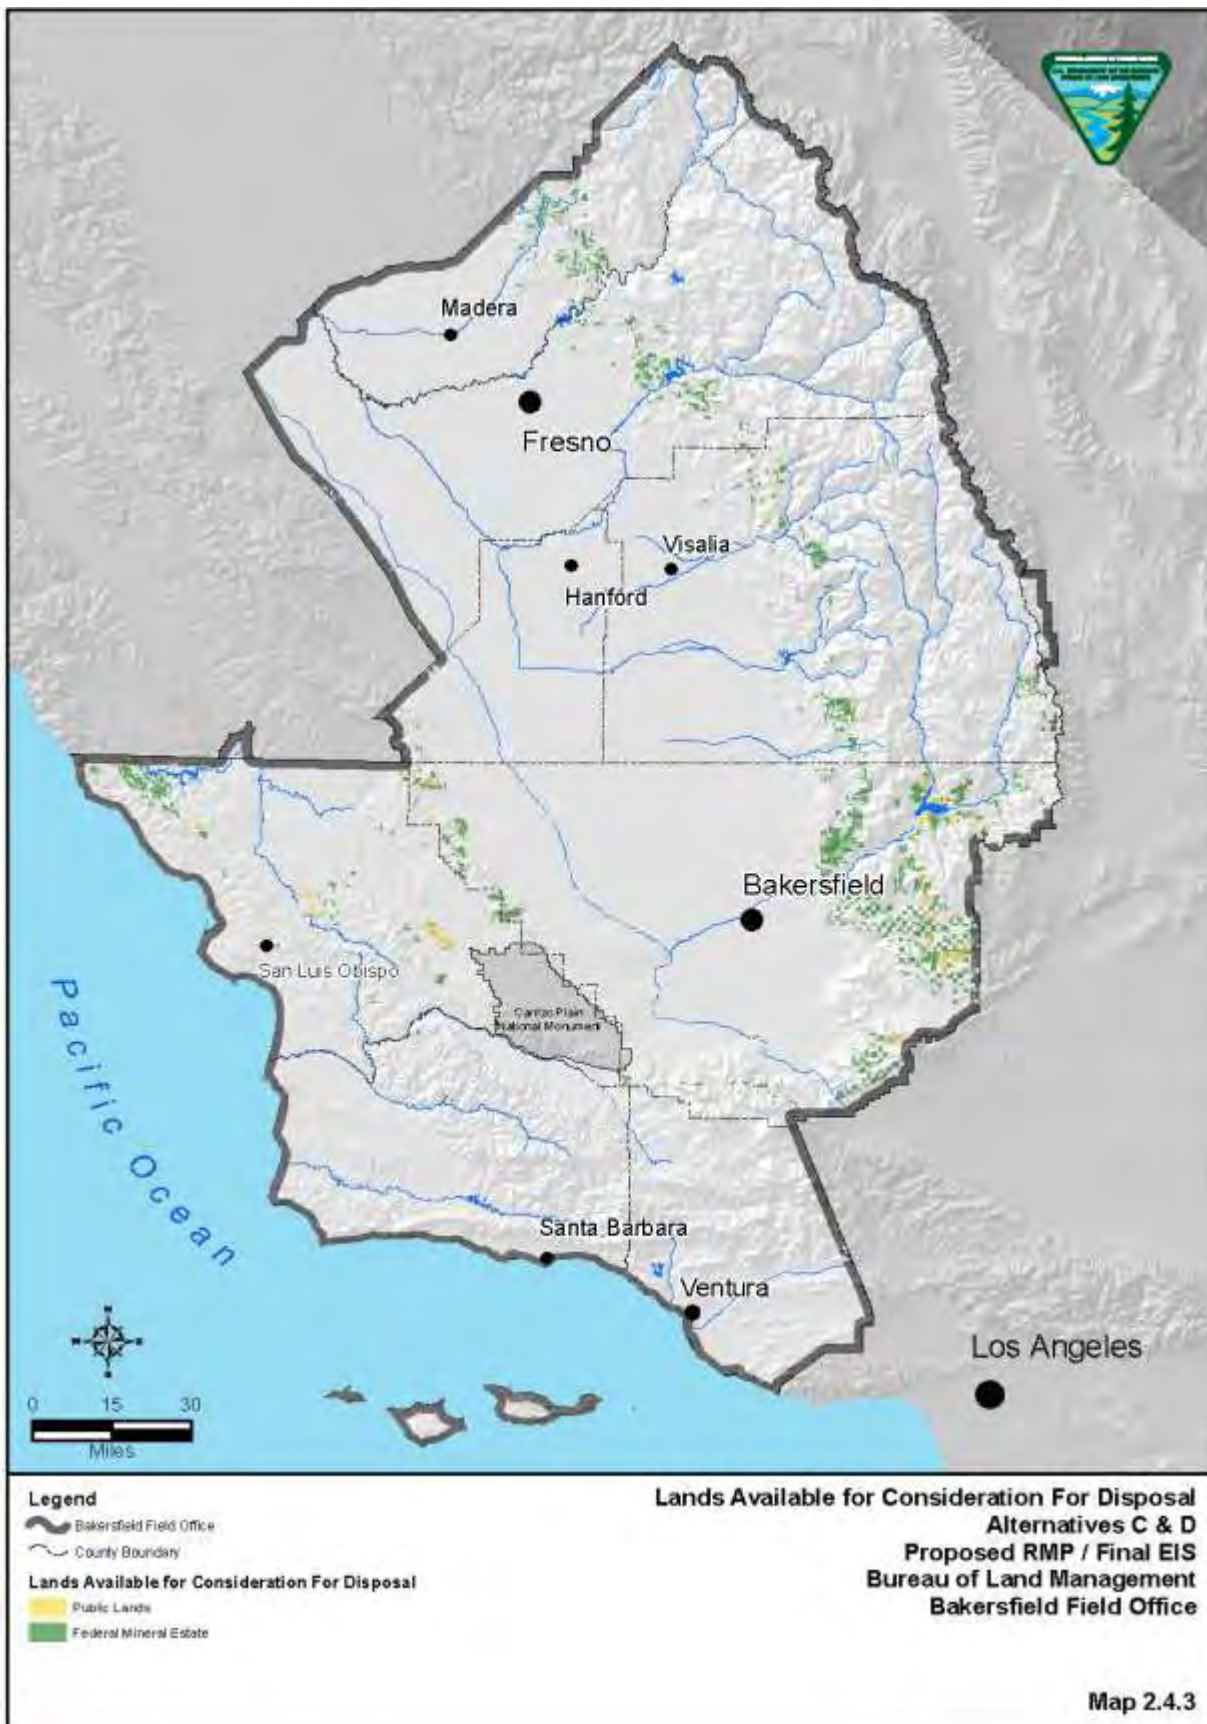 Madera
Fresno
Visalia
Hanford
Bakersfield
San Luis Obispo
Carrizo Plain
National Monument
Pacific Ocean
Santa Barbara
Ventura
Los Angeles
N
W
E
S
0 15 30
Miles
Legend
Bakersfield Field Office
County Boundary
Lands Available for Consideration For Disposal
Public Lands
Federal Mineral Estate
Lands Available for Consideration For Disposal
Alternatives C & D
Proposed RMP / Final EIS
Bureau of Land Management
Bakersfield Field Office
Map 2.4.3